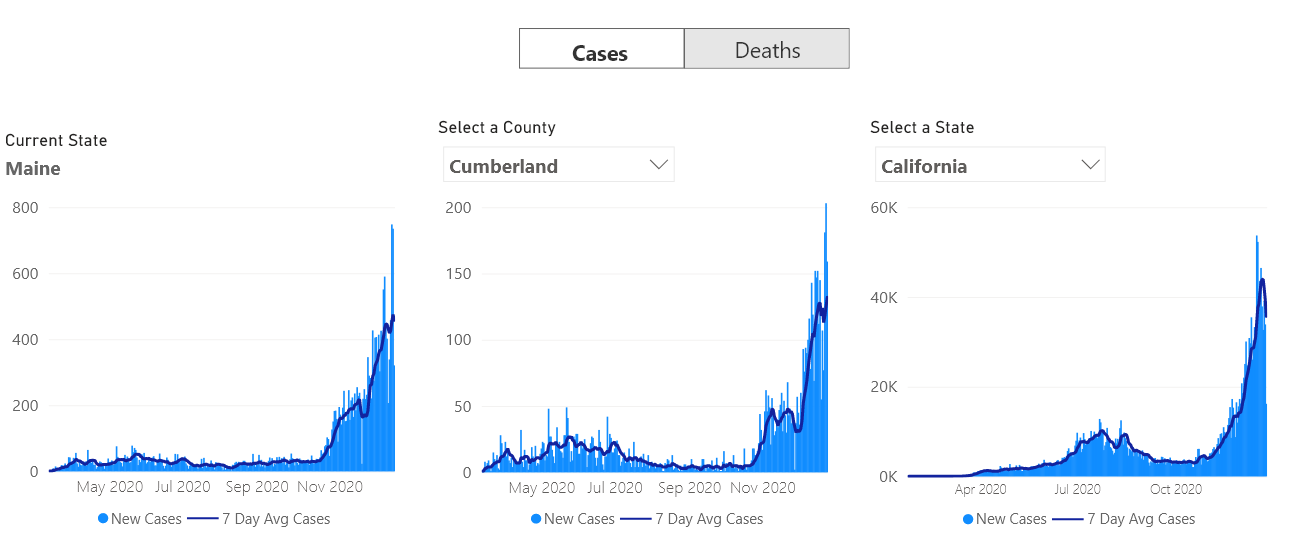 Cases Deaths
Current State
Maine
800
600
400
200
0
May 2020 Jul 2020 Sep 2020 Nov 2020
New Cases 7 Day Avg Cases
Select a County
Cumberland
200
150
100
50
0
May 2020 Jul 2020 Sep 2020 Nov 2020
New Cases 7 Day Avg Cases
Select a State
California
60K
40K
20K
0K
Apr 2020 Jul 2020 Oct 2020
New Cases 7 Day Avg Cases